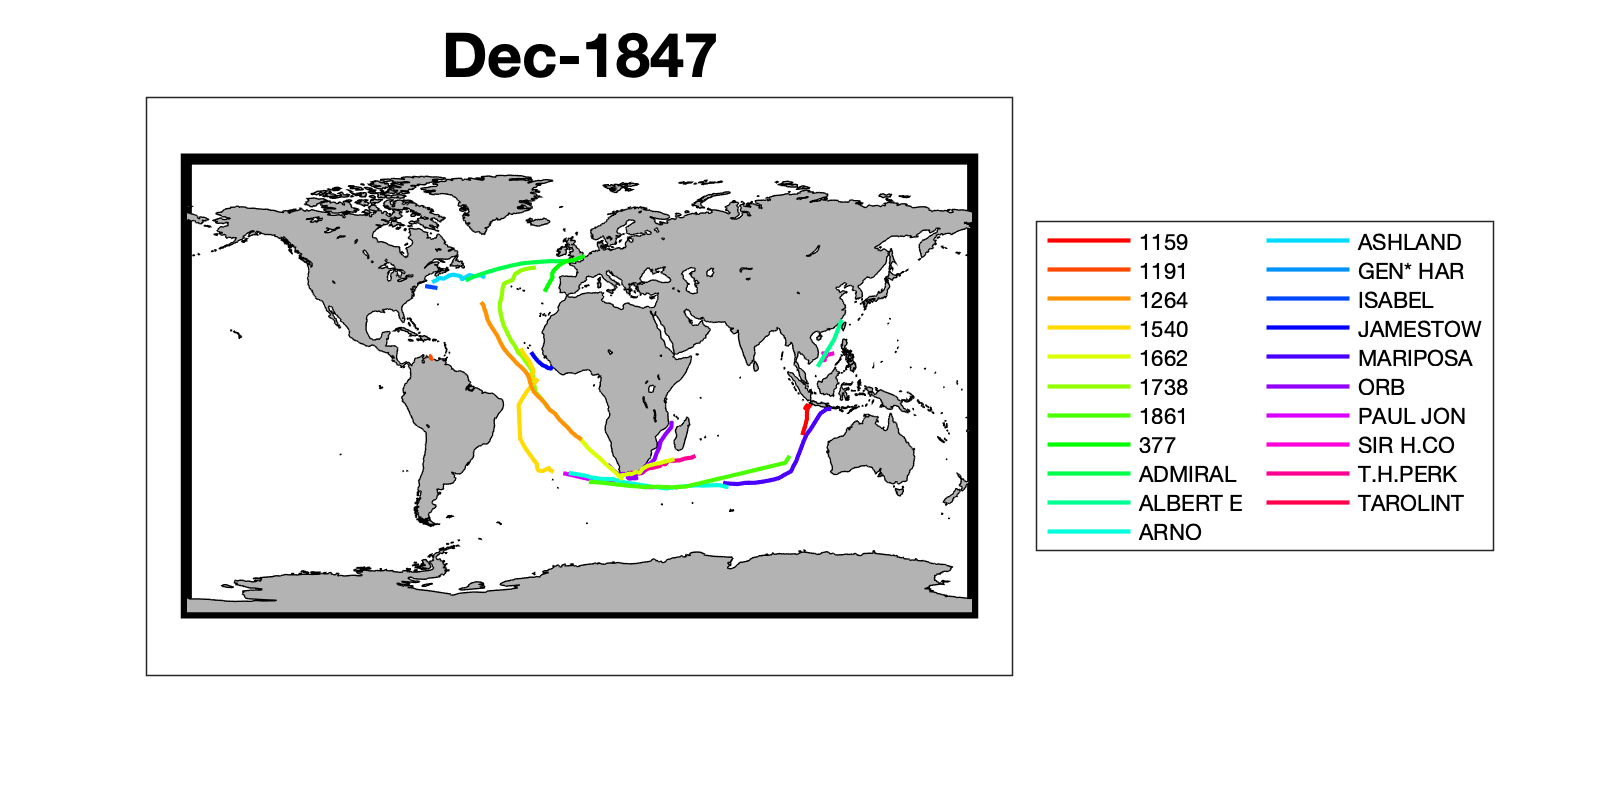 Dec-1847
1159
1191
1264
1540
1662
1738
1861
377
ADMIRAL
ALBERT E
ARNO
ASHLAND
GEN* HAR
ISABEL
JAMESTOW
MARIPOSA
ORB
PAUL JON
SIR H.CO
T.H.PERK
TAROLINT